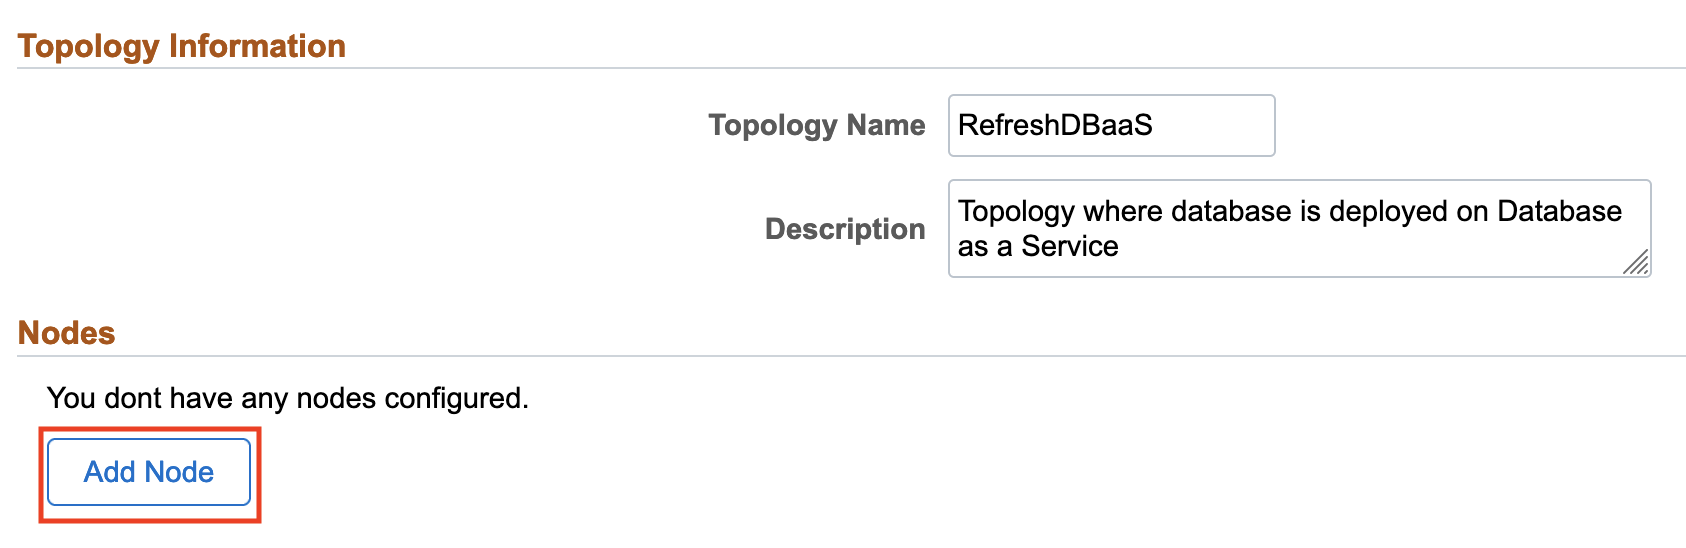 Topology Information
Topology Name
RefreshDBaaS
Description
Topology where database is deployed on Database
as a Service
Nodes
You dont have any nodes configured.
Add Node